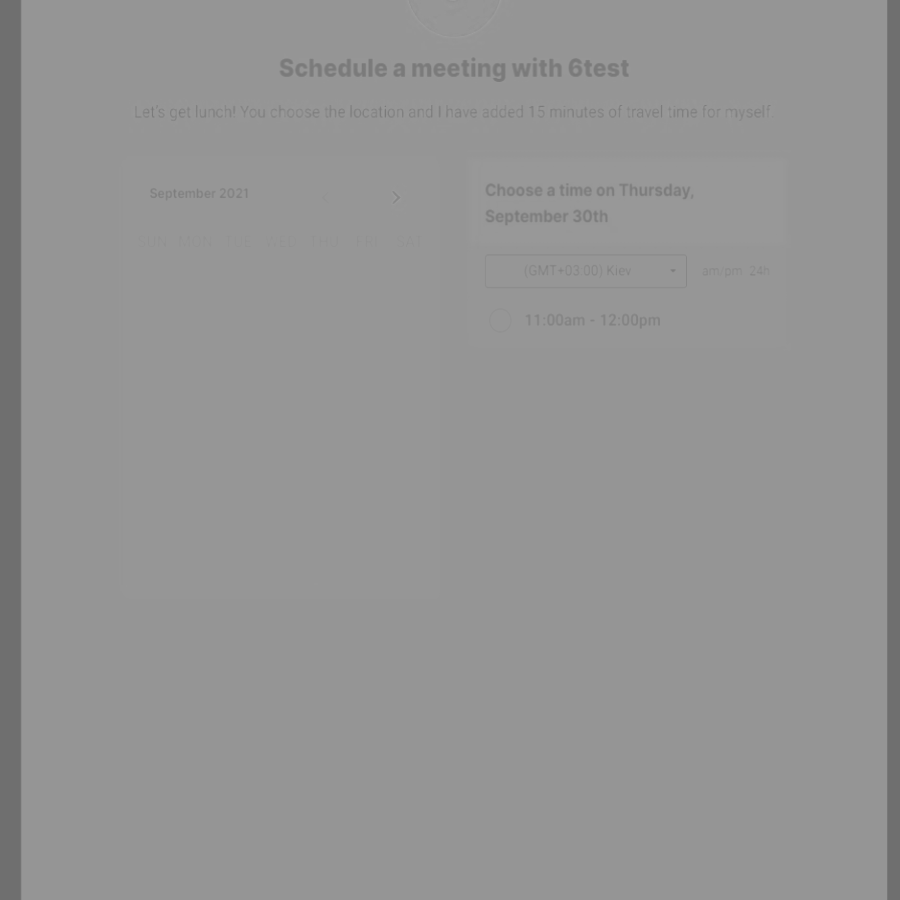 Schedule a meeting with 6test
Let's get lunch! You choose the location and I have added 15 minutes of travel time for myself.
September 2021
SUN MON TUE WED THU FRI SAT
Choose a time on Thursday,
September 30th
(GMT+03:00) Kiev
am/pm 24h
11:00am - 12:00pm